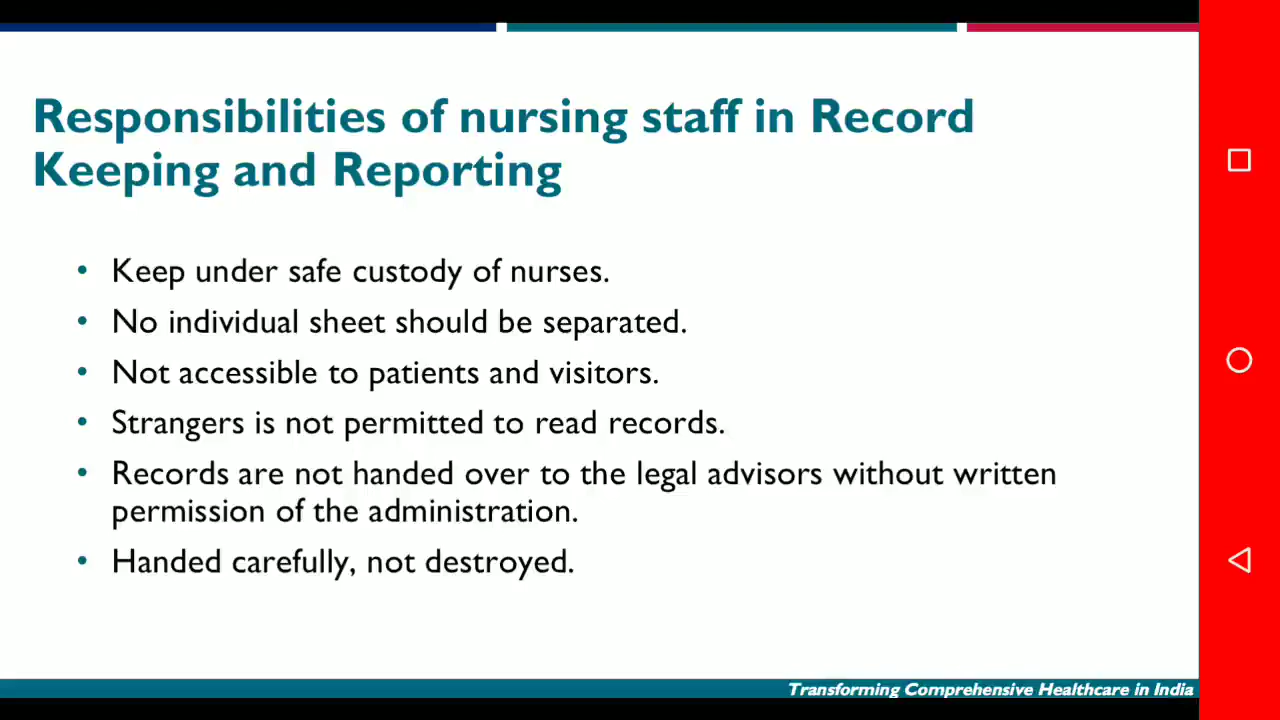 Responsibilities of nursing staff in Record
Keeping and Reporting
• Keep under safe custody of nurses.
• No individual sheet should be separated.
• Not accessible to patients and visitors.
• Strangers is not permitted to read records.
• Records are not handed over to the legal advisors without written
permission of the administration.
• Handed carefully, not destroyed.
Transforming Comprehensive Healthcare in India